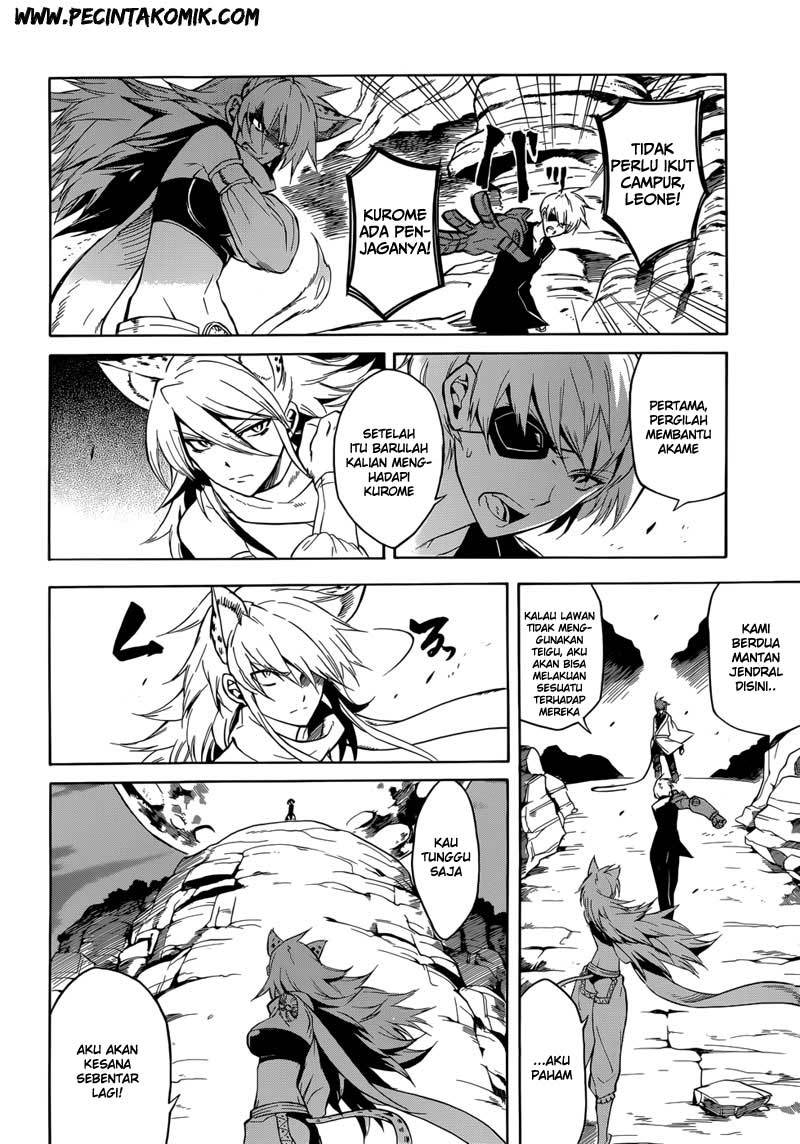 WWW.PECINTAKOMIK.COM
TIDAK
PERLU IKUT
CAMPUR,
LEONE!
KUROME
ADA PEN-
JAGANYA!
PERTAMA,
PERGILAH
MEMBANTU
AKAME
SETELAH
ITU BARULAH
KALIAN MENG-
HADAPI
KUROME
KAMI
BERDUA
MANTAN
JENDRAL
DISINI..
KALAU LAWAN
TIDAK MENG-
GUNAKAN
TEIGU, AKU
AKAN BISA
MELAKUAN
SESUATU
TERHADAP
MEREKA
...AKU
PAHAM
KAU
TUNGGU
SAJA
AKU AKAN
KESANA
SEBENTAR
LAGI!